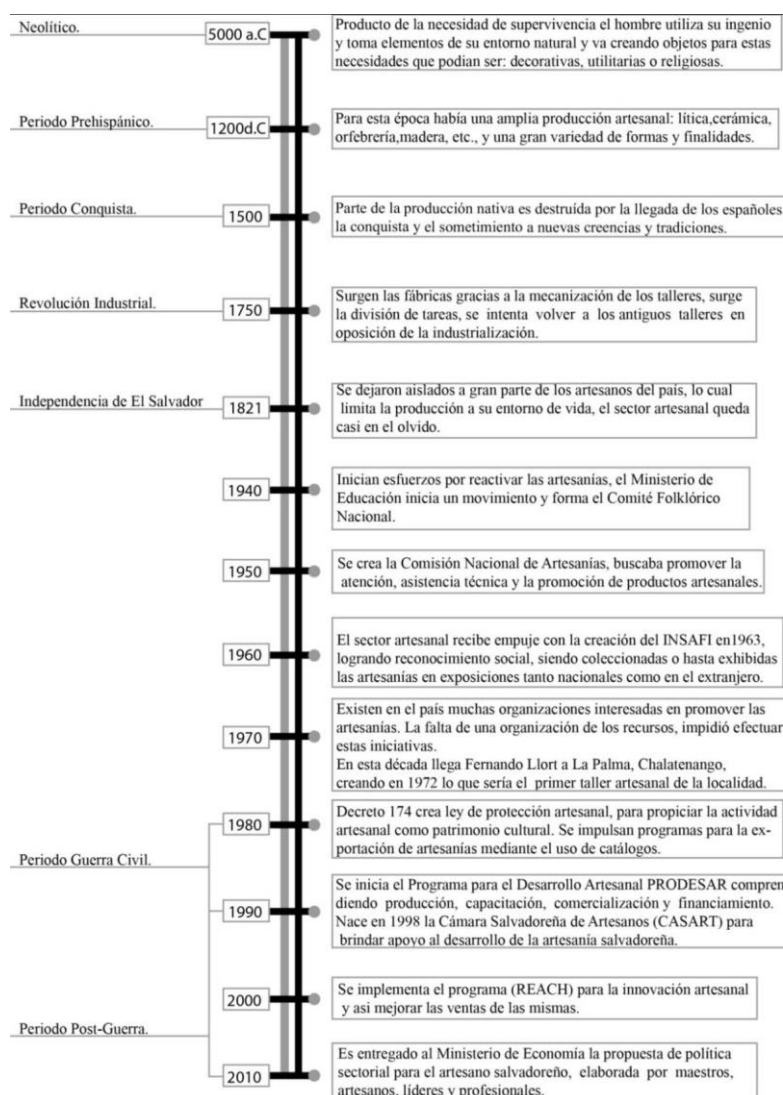 Neolítico.
5000 a.C
Producto de la necesidad de supervivencia el hombre utiliza su ingenio
y toma elementos de su entorno natural y va creando objetos para estas
necesidades que podian ser: decorativas, utilitarias o religiosas.
Periodo Prehispánico.
1200d.C
Para esta época había una amplia producción artesanal: lítica,cerámica,
orfebrería,madera, etc., y una gran variedad de formas y finalidades.
Periodo Conquista.
1500
Parte de la producción nativa es destruída por la llegada de los españoles
la conquista y el sometimiento a nuevas creencias y tradiciones.
Revolución Industrial.
1750
Surgen las fábricas gracias a la mecanización de los talleres, surge
la división de tareas, se intenta volver a los antiguos talleres en
oposición de la industrialización.
Independencia de El Salvador
1821
Se dejaron aislados a gran parte de los artesanos del país, lo cual
limita la producción a su entorno de vida, el sector artesanal queda
casi en el olvido.
1940
Inician esfuerzos por reactivar las artesanías, el Ministerio de
Educación inicia un movimiento y forma el Comité Folklórico
Nacional.
1950
Se crea la Comisión Nacional de Artesanías, buscaba promover la
atención, asistencia técnica y la promoción de productos artesanales.
1960
El sector artesanal recibe empuje con la creación del INSAFI en1963,
logrando reconocimiento social, siendo coleccionadas o hasta exhibidas
las artesanías en exposiciones tanto nacionales como en el extranjero.
1970
Existen en el país muchas organizaciones interesadas en promover las
artesanías. La falta de una organización de los recursos, impidió efectuar
estas iniciativas.
En esta década llega Fernando Llort a La Palma, Chalatenango,
creando en 1972 lo que sería el primer taller artesanal de la localidad.
1980
Decreto 174 crea ley de protección artesanal, para propiciar la actividad
artesanal como patrimonio cultural. Se impulsan programas para la ex-
portación de artesanías mediante el uso de catálogos.
Periodo Guerra Civil.
1990
Se inicia el Programa para el Desarrollo Artesanal PRODESAR compren
diendo producción, capacitación, comercialización y financiamiento.
Nace en 1998 la Cámara Salvadoreña de Artesanos (CASART) para
brindar apoyo al desarrollo de la artesanía salvadoreña.
2000
Se implementa el programa (REACH) para la innovación artesanal
y asi mejorar las ventas de las mismas.
Periodo Post-Guerra.
2010
Es entregado al Ministerio de Economía la propuesta de política
sectorial para el artesano salvadoreño, elaborada por maestros,
artesanos, líderes y profesionales.